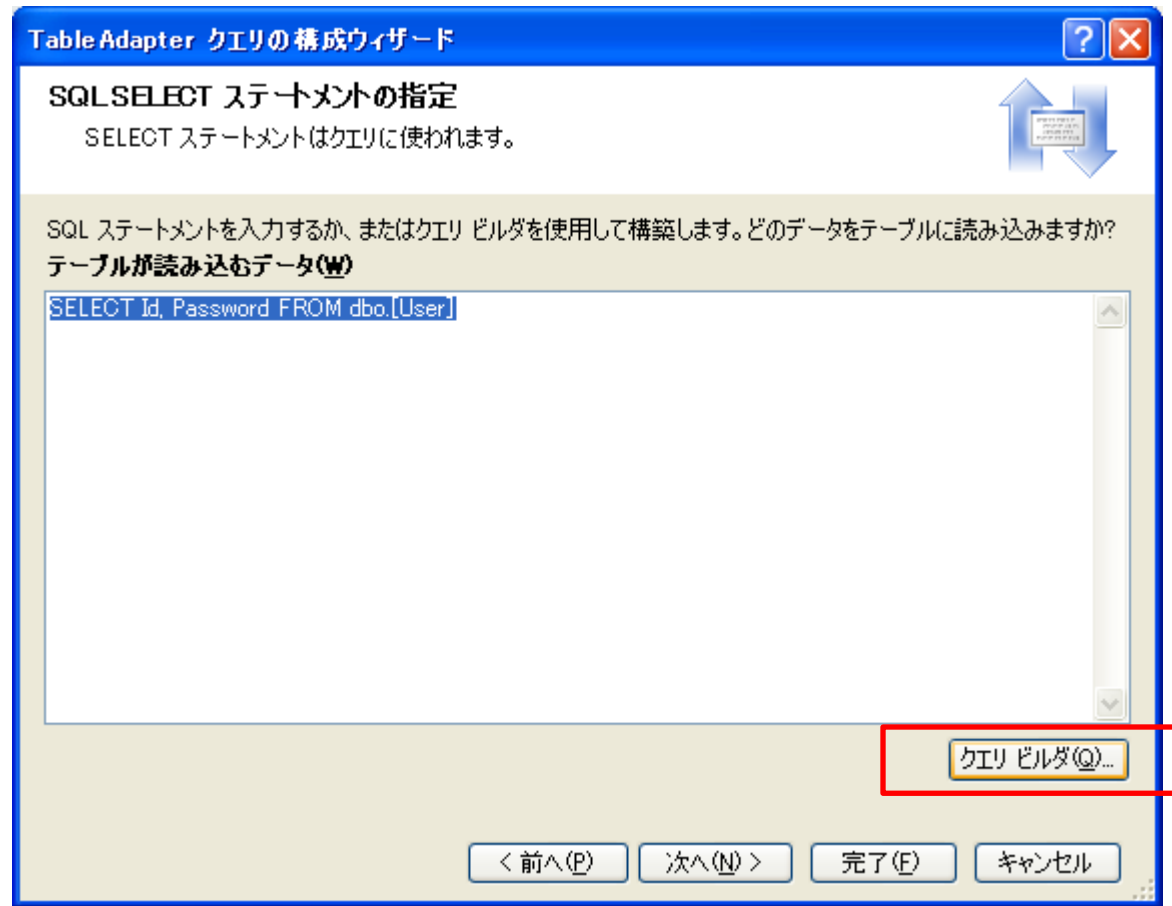 TableAdapter クエリの構成ウィザード
SQL SELECT ステートメントの指定
SELECT ステートメントはクエリに使われます。
SQL ステートメントを入力するか、またはクエリ ビルダを使用して構築します。どのデータをテーブルに読み込みますか?
テーブルが読み込むデータ(W)
SELECT Id, Password FROM dbo.[User]
クエリ ビルダ(Q)...
< 前へ(P) 次へ(N) > 完了(F) キャンセル